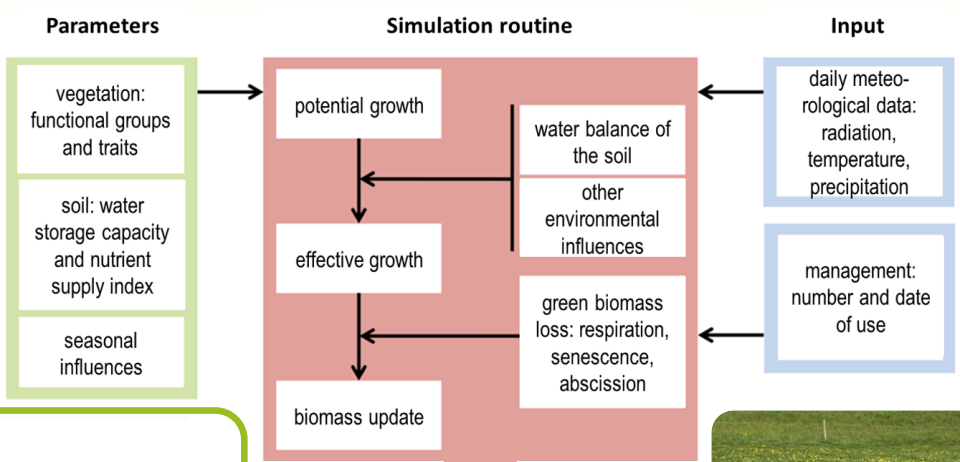 Parameters
vegetation:
functional groups
and traits
soil: water
storage capacity
and nutrient
supply index
seasonal
influences
Simulation routine
potential growth
effective growth
biomass update
water balance of
the soil
other
environmental
influences
green biomass
loss: respiration,
senescence,
abscission
Input
daily meteo-
rological data:
radiation,
temperature,
precipitation
management:
number and date
of use